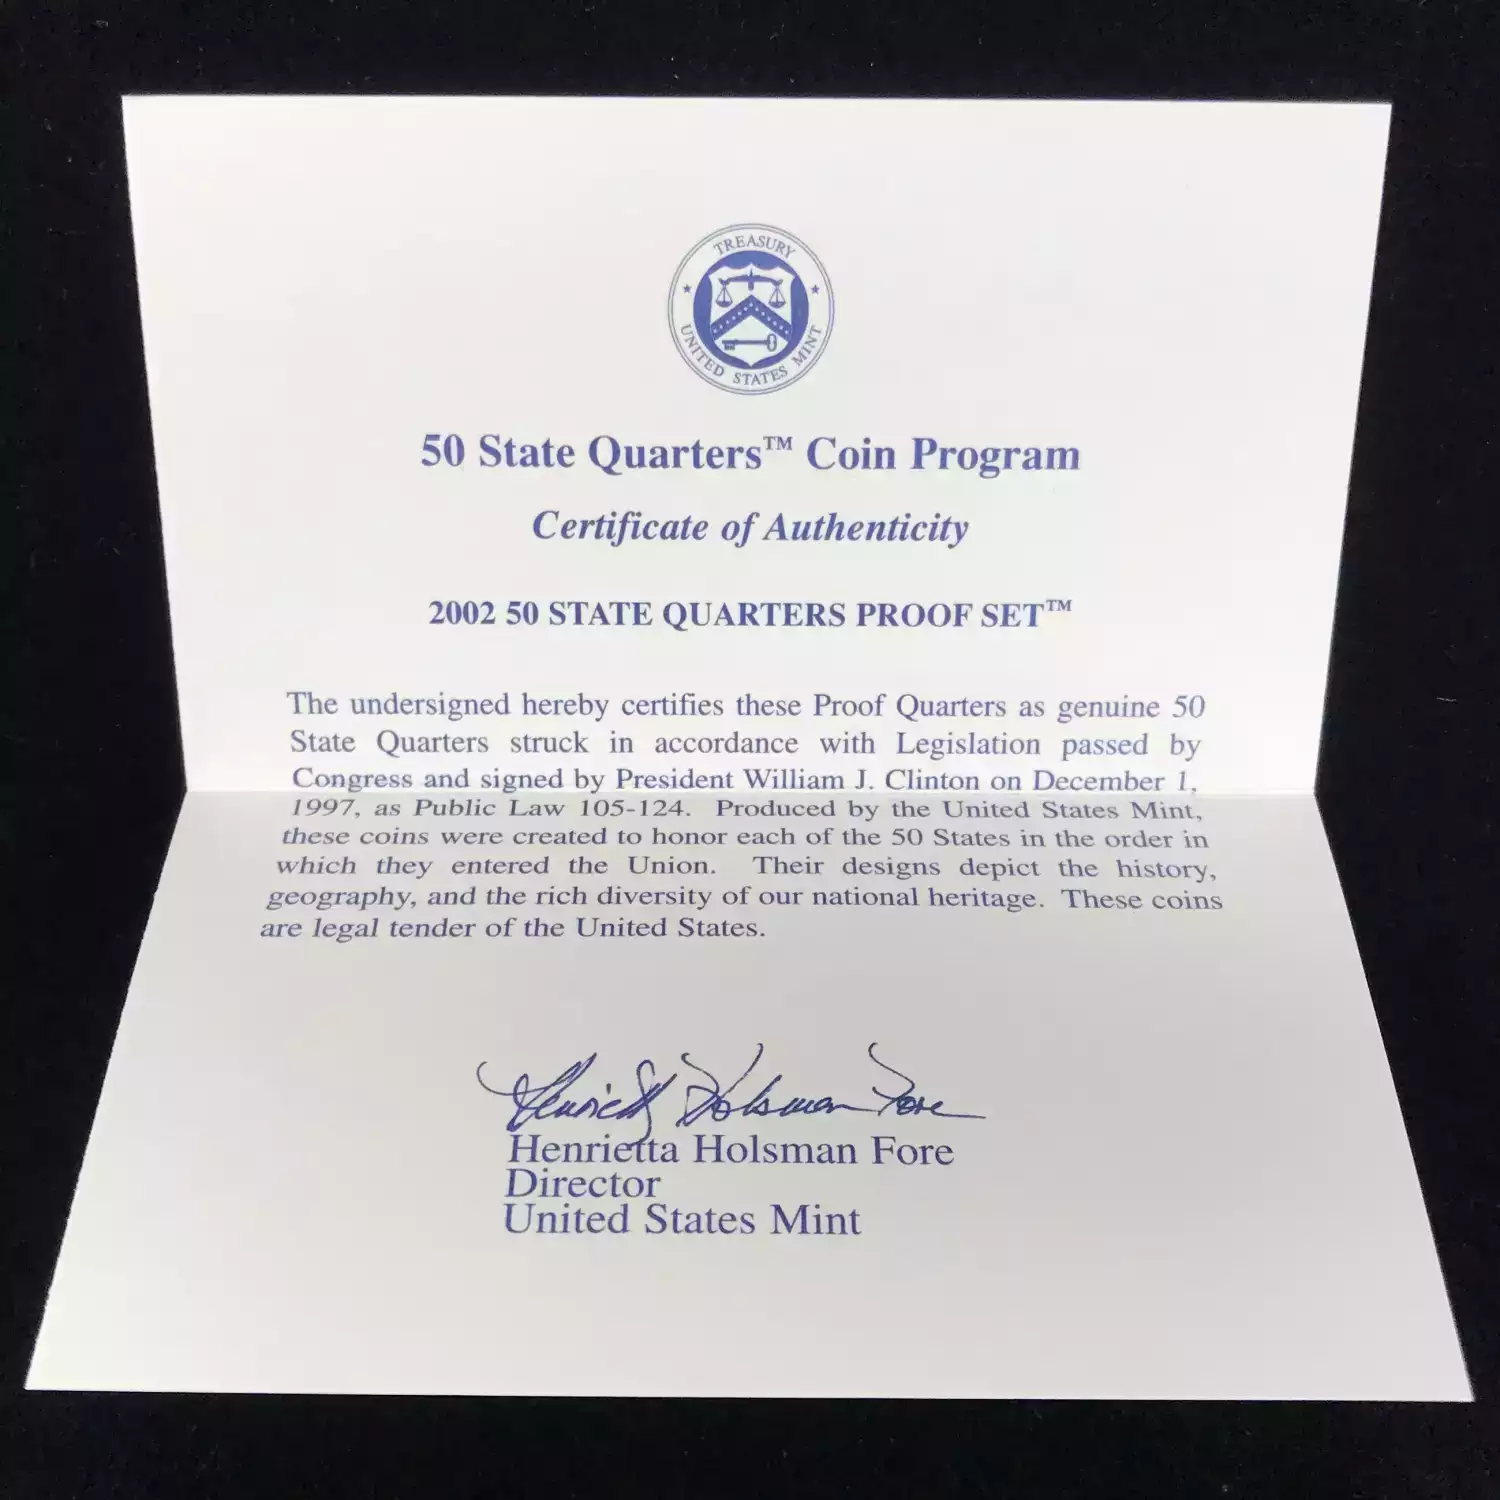 TREASURY
UNITED STATES MINT
50 State Quarters™ Coin Program
Certificate of Authenticity
2002 50 STATE QUARTERS PROOF SET™
The undersigned hereby certifies these Proof Quarters as genuine 50
State Quarters struck in accordance with Legislation passed by
Congress and signed by President William J. Clinton on December 1,
1997, as Public Law 105-124. Produced by the United States Mint,
these coins were created to honor each of the 50 States in the order in
which they entered the Union. Their designs depict the history,
geography, and the rich diversity of our national heritage. These coins
are legal tender of the United States.
Henrietta Holsman Fore
Henrietta Holsman Fore
Director
United States Mint